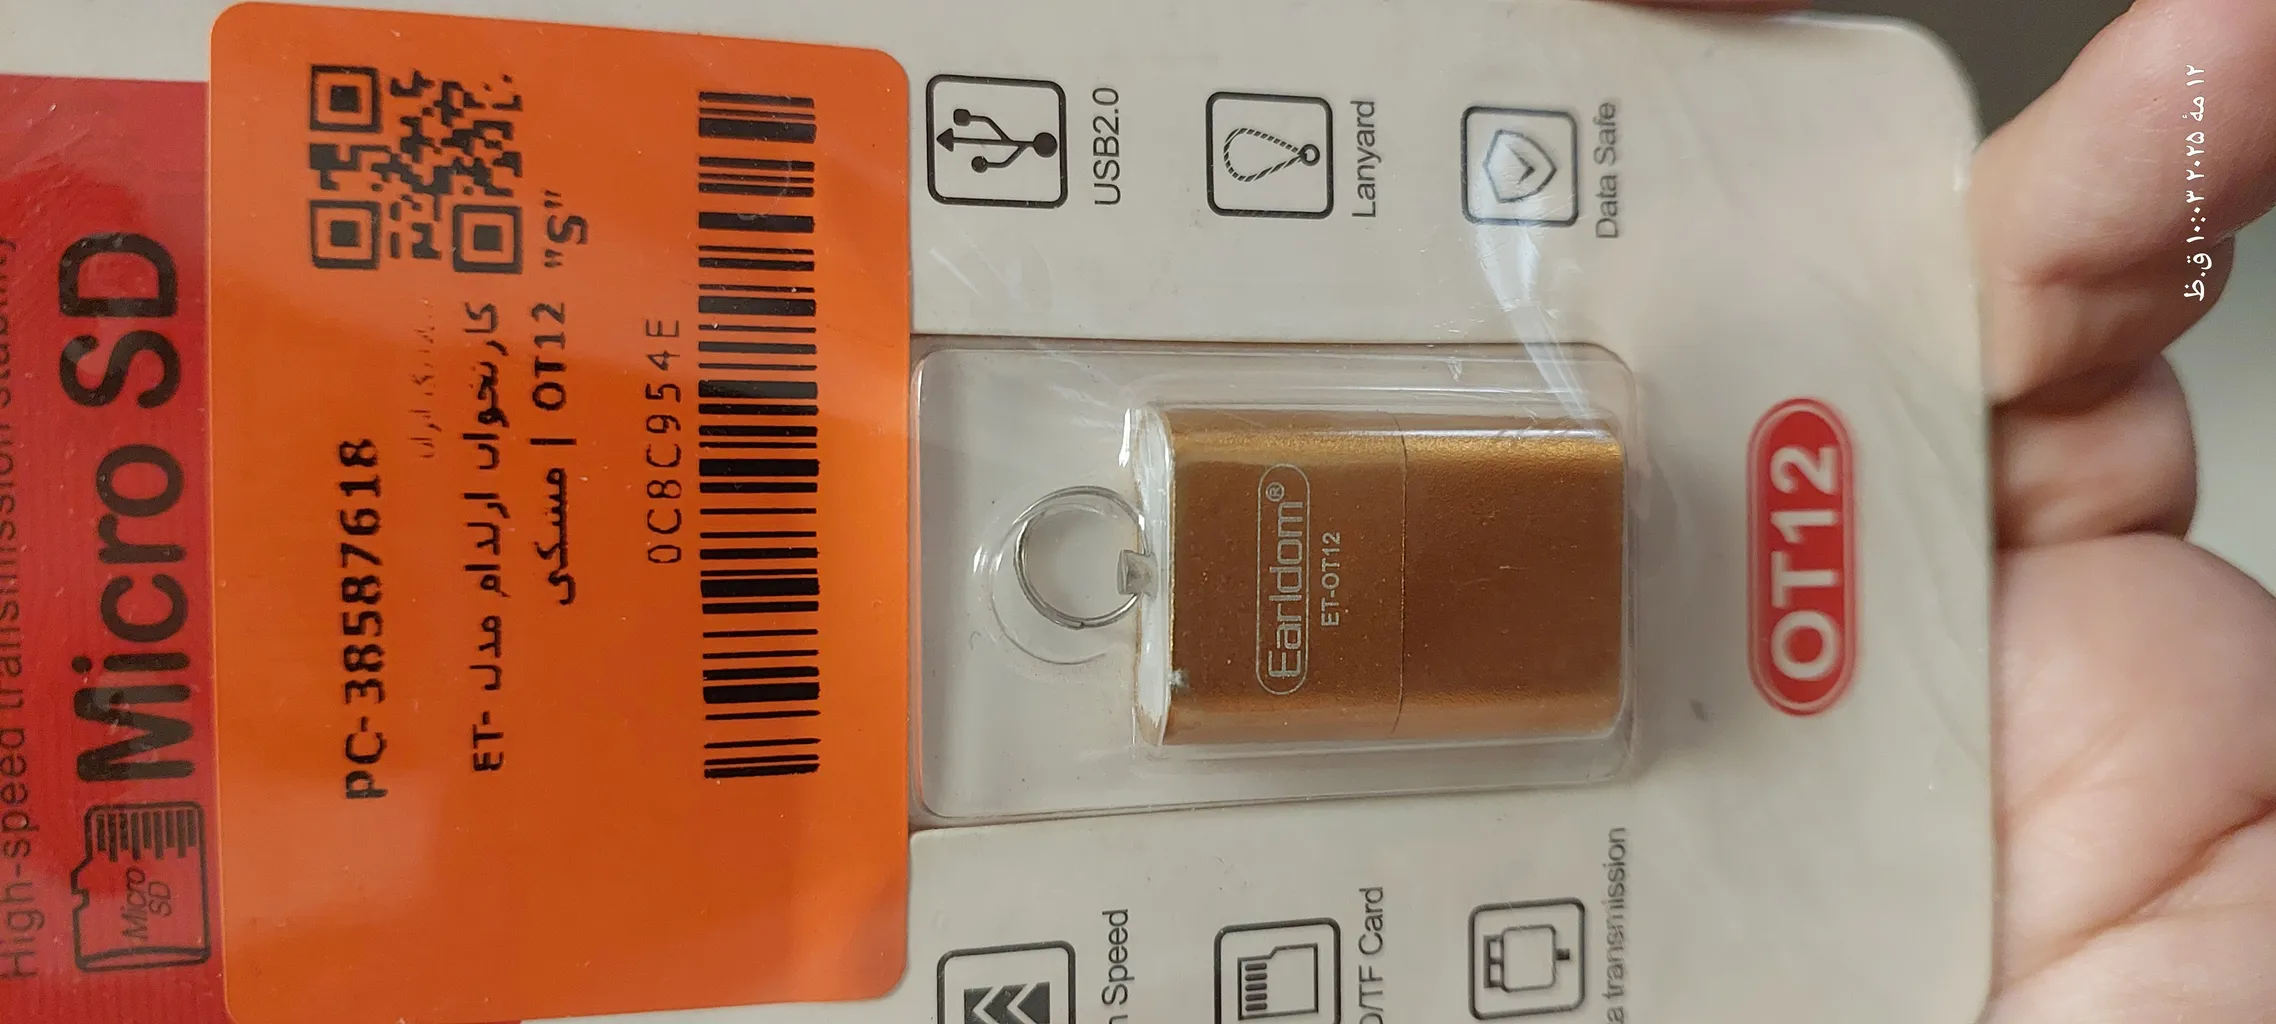 High-speed transmission stability
Micro SD
Micro
SD
PC-38587618
کارتخوان ارلدام مدل ET-
OT12 | مشکی "S"
0C8C954E
USB2.0
Lanyard
Data Safe
Speed
/TF Card
transmission
Earldom®
ET-OT12
OT12
۱۲ مهٔ ۲۰۲۵ ۱۰:۰۳ ق.ظ